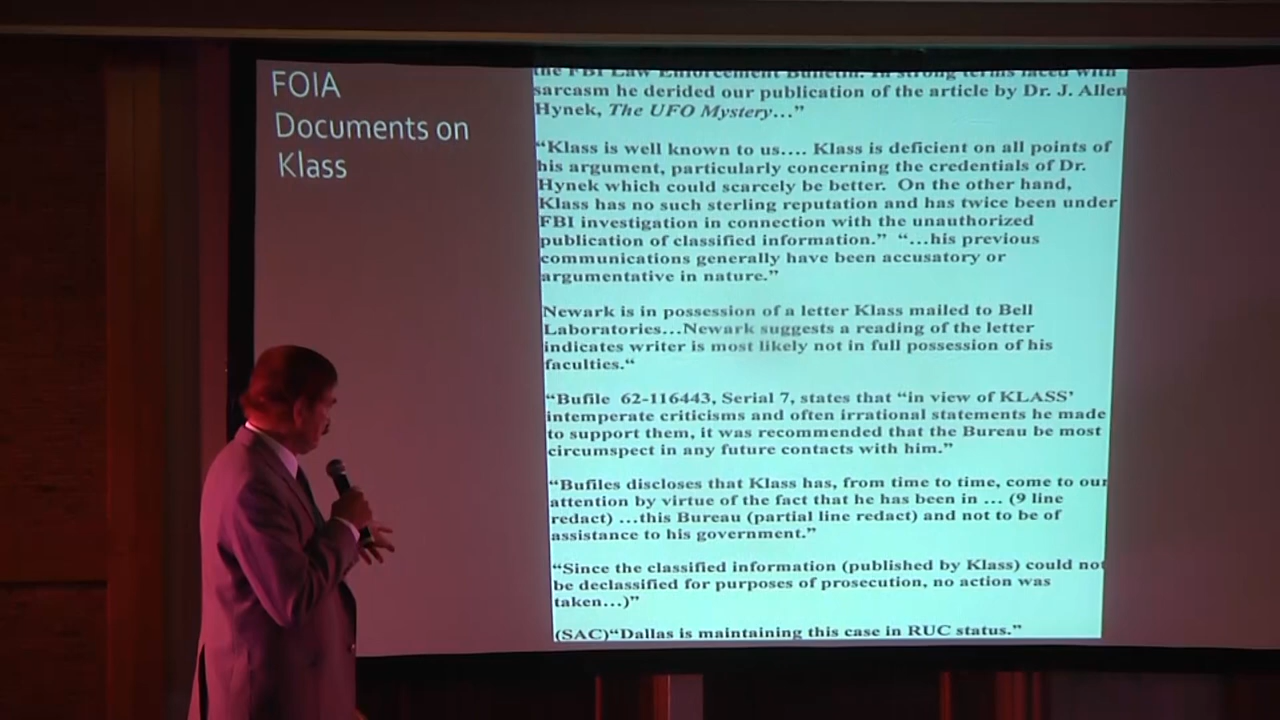 FOIA
Documents on
Klass
the FBI Law Enforcement Bulletin. In strong terms laced with
sarcasm he derided our publication of the article by Dr. J. Allen
Hynek, The UFO Mystery…”
“Klass is well known to us…. Klass is deficient on all points of
his argument, particularly concerning the credentials of Dr.
Hynek which could scarcely be better. On the other hand,
Klass has no such sterling reputation and has twice been under
FBI investigation in connection with the unauthorized
publication of classified information.” “…his previous
communications generally have been accusatory or
argumentative in nature.”
Newark is in possession of a letter Klass mailed to Bell
Laboratories…Newark suggests a reading of the letter
indicates writer is most likely not in full possession of his
faculties.“
“Bufile 62-116443, Serial 7, states that “in view of KLASS’
intemperate criticisms and often irrational statements he made
to support them, it was recommended that the Bureau be most
circumspect in any future contacts with him.”
“Bufiles discloses that Klass has, from time to time, come to our
attention by virtue of the fact that he has been in … (9 line
redact) …this Bureau (partial line redact) and not to be of
assistance to his government.”
“Since the classified information (published by Klass) could not
be declassified for purposes of prosecution, no action was
taken…)”
(SAC)“Dallas is maintaining this case in RUC status.”